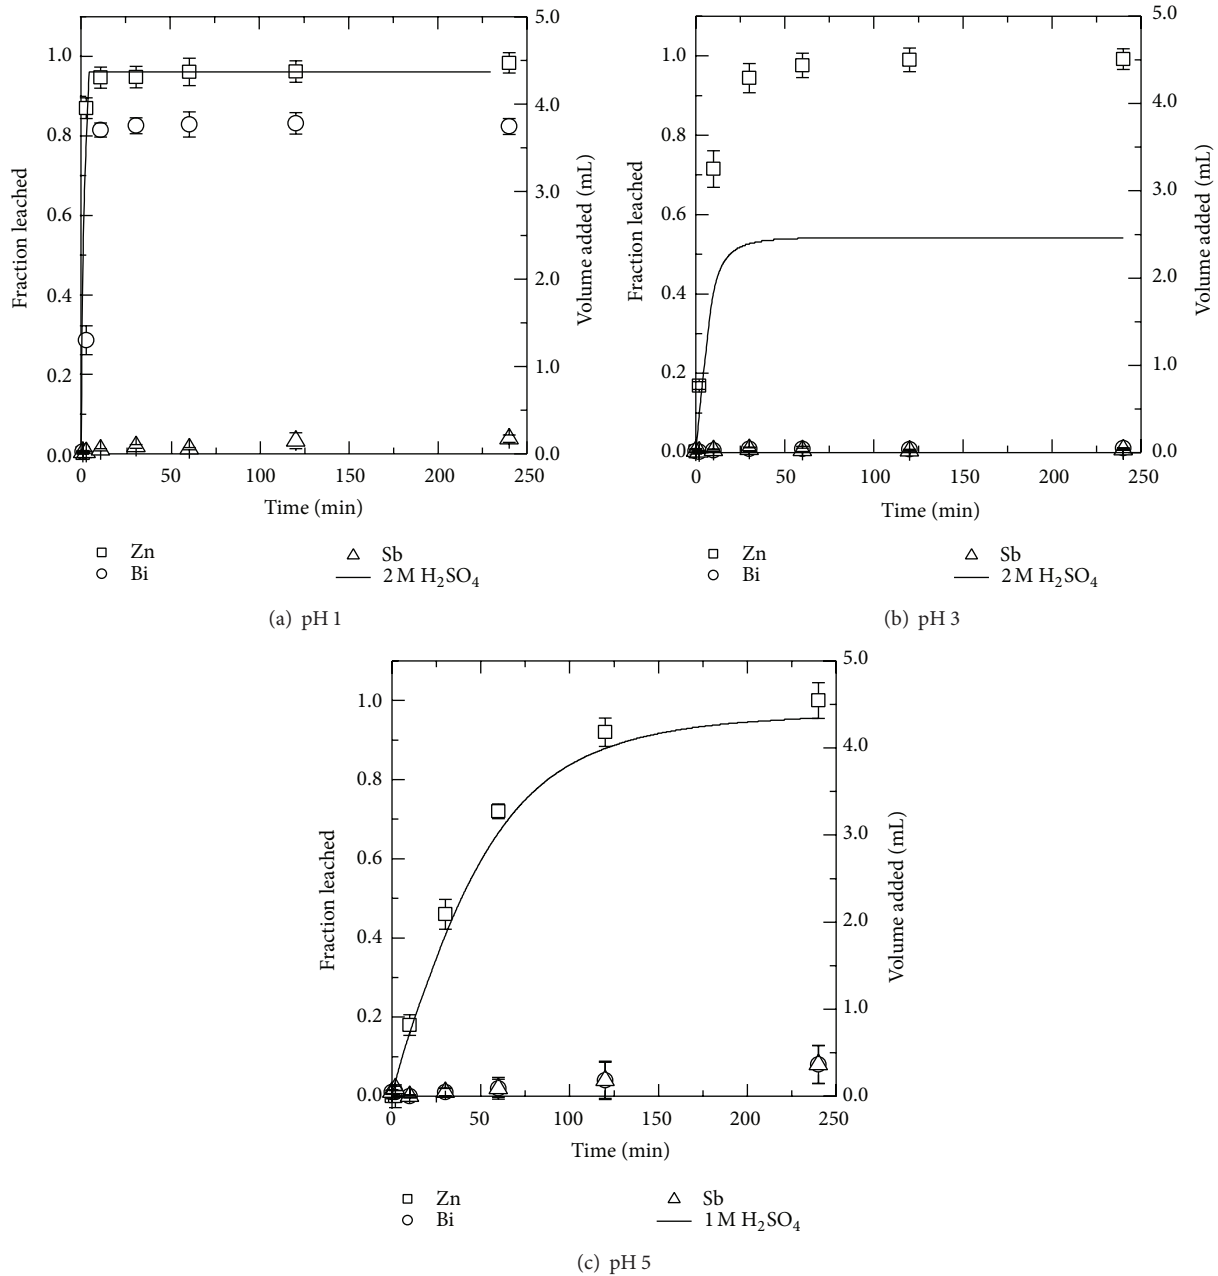 5.0
1.0
4.0
0.8
3.0
0.6
2.0
0.4
1.0
0.2
0.0
0.0
0
50
100
150
200
250
Fraction leached
Volume added (mL)
Time (min)
Zn
Sb
Bi
2 M H₂SO₄
(a) pH 1
5.0
1.0
4.0
0.8
3.0
0.6
2.0
0.4
1.0
0.2
0.0
0.0
0
50
100
150
200
250
Fraction leached
Volume added (mL)
Time (min)
Zn
Sb
Bi
2 M H₂SO₄
(b) pH 3
5.0
1.0
4.0
0.8
3.0
0.6
2.0
0.4
1.0
0.2
0.0
0.0
0
50
100
150
200
250
Fraction leached
Volume added (mL)
Time (min)
Zn
Sb
Bi
1 M H₂SO₄
(c) pH 5